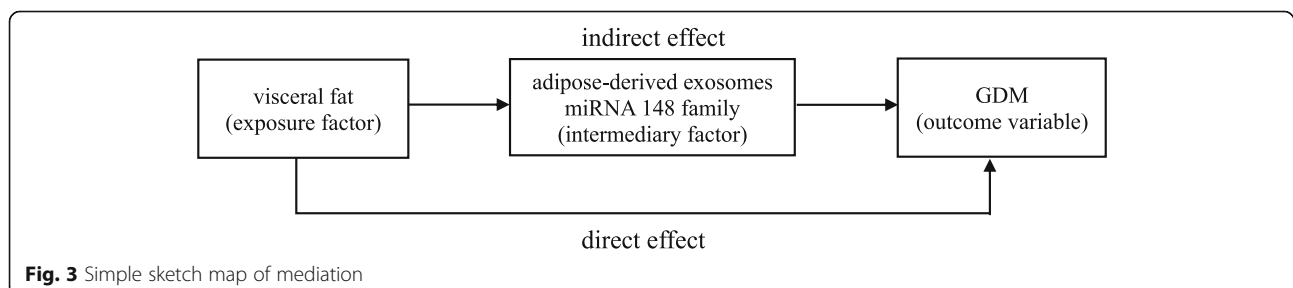 indirect effect
visceral fat
(exposure factor)
adipose-derived exosomes
miRNA 148 family
(intermediary factor)
GDM
(outcome variable)
direct effect
Fig. 3 Simple sketch map of mediation